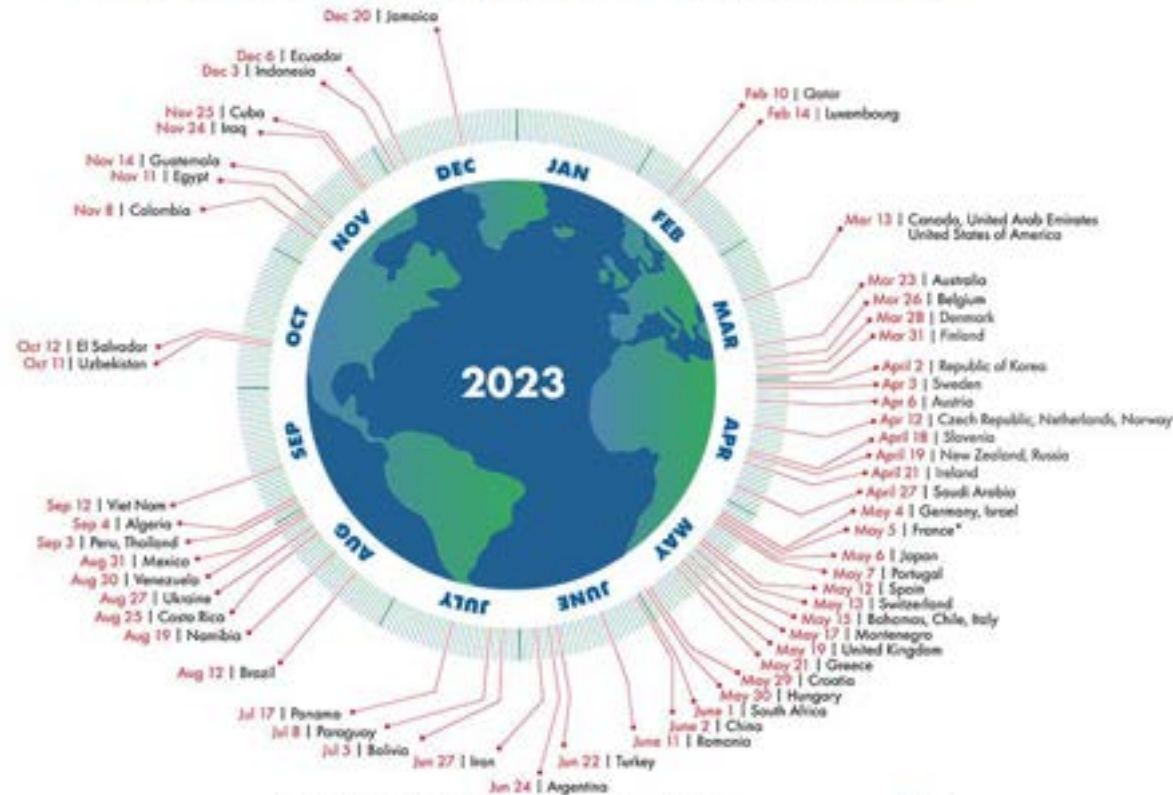 Dec 20 | Jamaica
Dec 6 | Ecuador
Dec 3 | Indonesia
Nov 25 | Cuba
Nov 24 | Iraq
Nov 14 | Guatemala
Nov 11 | Egypt
Nov 8 | Colombia
Oct 12 | El Salvador
Oct 11 | Uzbekistan
Sep 12 | Viet Nam
Sep 4 | Algeria
Sep 3 | Peru, Thailand
Aug 31 | Mexico
Aug 30 | Venezuela
Aug 27 | Ukraine
Aug 25 | Costa Rica
Aug 19 | Namibia
Aug 12 | Brazil
Jul 17 | Panama
Jul 8 | Paraguay
Jul 5 | Bolivia
Jun 27 | Iran
Jun 24 | Argentina
Jun 22 | Turkey
Feb 10 | Qatar
Feb 14 | Luxembourg
Mar 13 | Canada, United Arab Emirates
United States of America
Mar 23 | Australia
Mar 26 | Belgium
Mar 28 | Denmark
Mar 31 | Finland
April 2 | Republic of Korea
Apr 3 | Sweden
Apr 6 | Austria
Apr 12 | Czech Republic, Netherlands, Norway
April 18 | Slovenia
April 19 | New Zealand, Russia
April 21 | Ireland
April 27 | Saudi Arabia
May 4 | Germany, Israel
May 5 | France*
May 6 | Japan
May 7 | Portugal
May 12 | Spain
May 13 | Switzerland
May 15 | Bahamas, Chile, Italy
May 17 | Montenegro
May 19 | United Kingdom
May 21 | Greece
May 29 | Croatia
May 30 | Hungary
June 1 | South Africa
June 2 | China
June 11 | Romania
JAN
FEB
MAR
APR
MAY
JUNE
JULY
AUG
SEP
OCT
NOV
DEC
2023